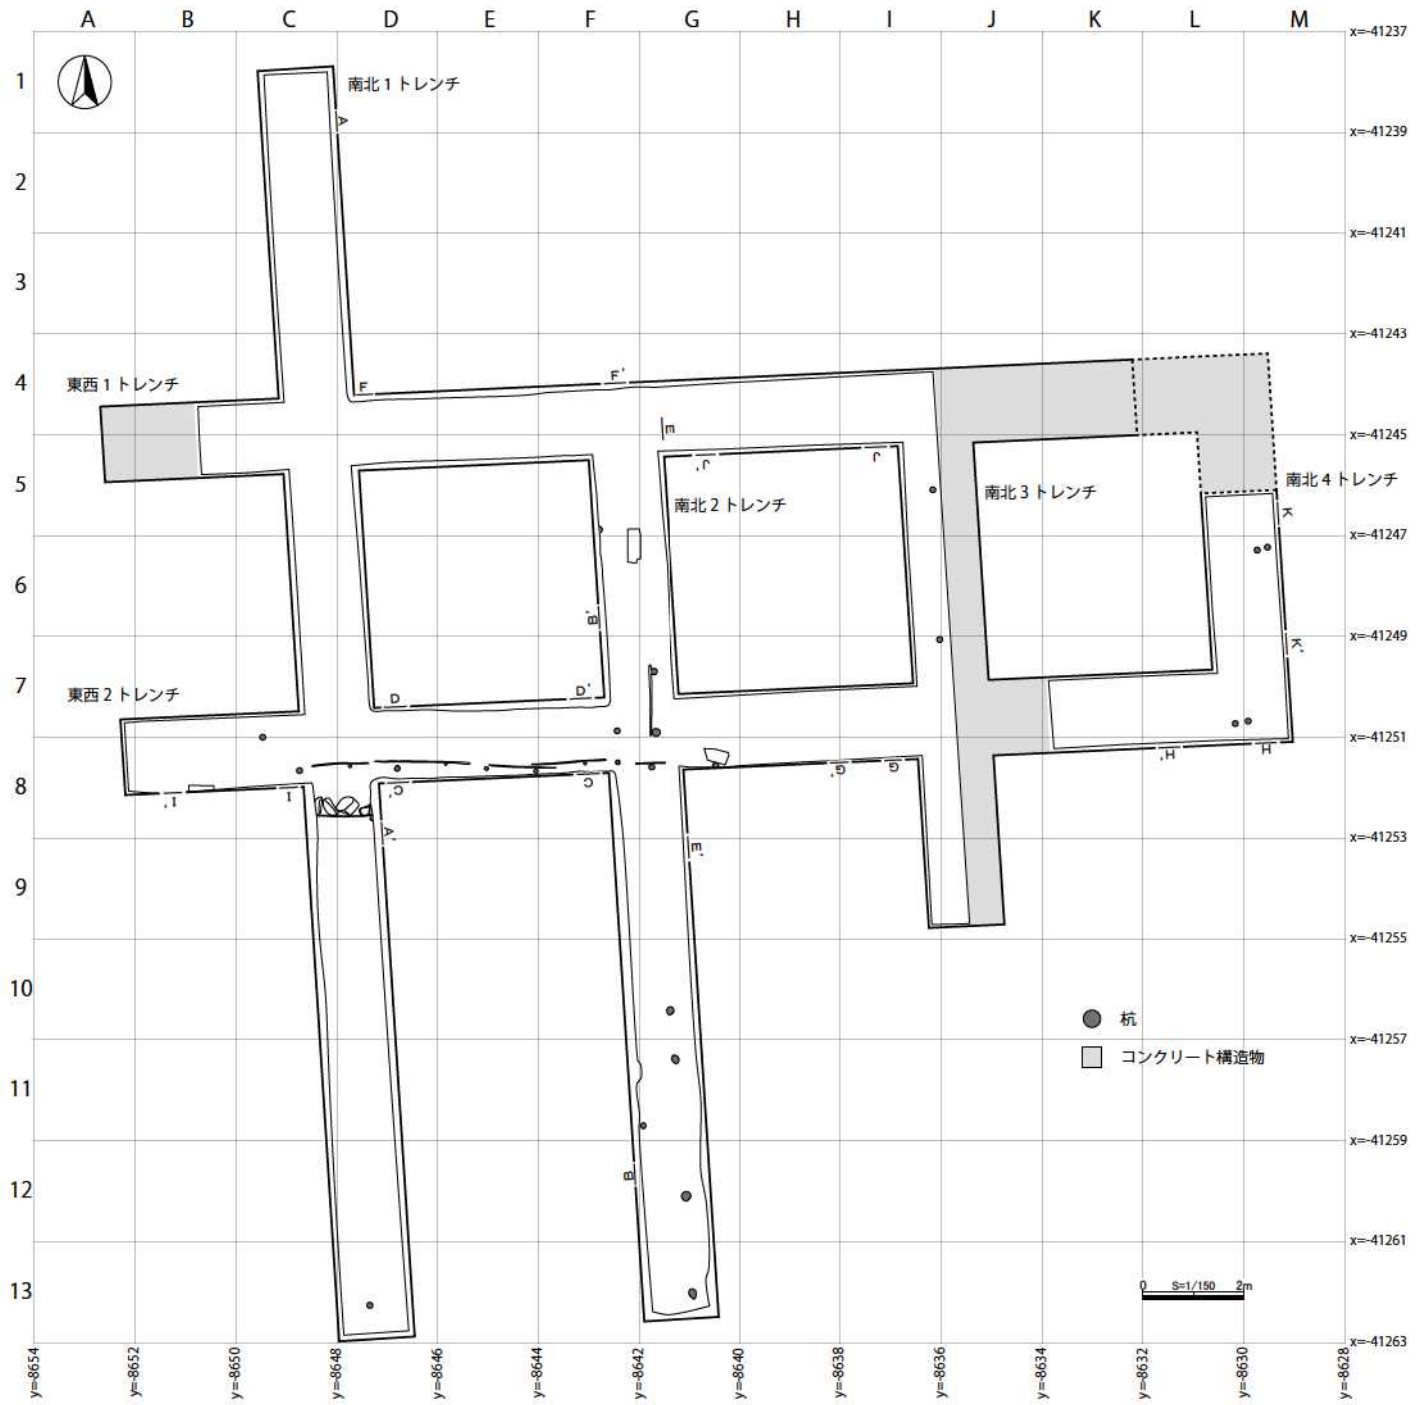 A B C D E F G H I J K L M
x=-41237
1
南北1トレンチ
A
x=-41239
2
x=-41241
3
x=-41243
4
東西1トレンチ
F
F'
E
x=-41245
5
J'
J
南北2トレンチ
南北3トレンチ
南北4トレンチ
K
x=-41247
6
B'
x=-41249
K'
7
東西2トレンチ
D
D'
x=-41251
H'
H
8
I'
I
C'
C
G'
G
A'
E'
x=-41253
9
x=-41255
10
杭
x=-41257
コンクリート構造物
11
x=-41259
B
12
x=-41261
13
0 S=1/150 2m
x=-41263
y=-8654 y=-8652 y=-8650 y=-8648 y=-8646 y=-8644 y=-8642 y=-8640 y=-8638 y=-8636 y=-8634 y=-8632 y=-8630 y=-8628